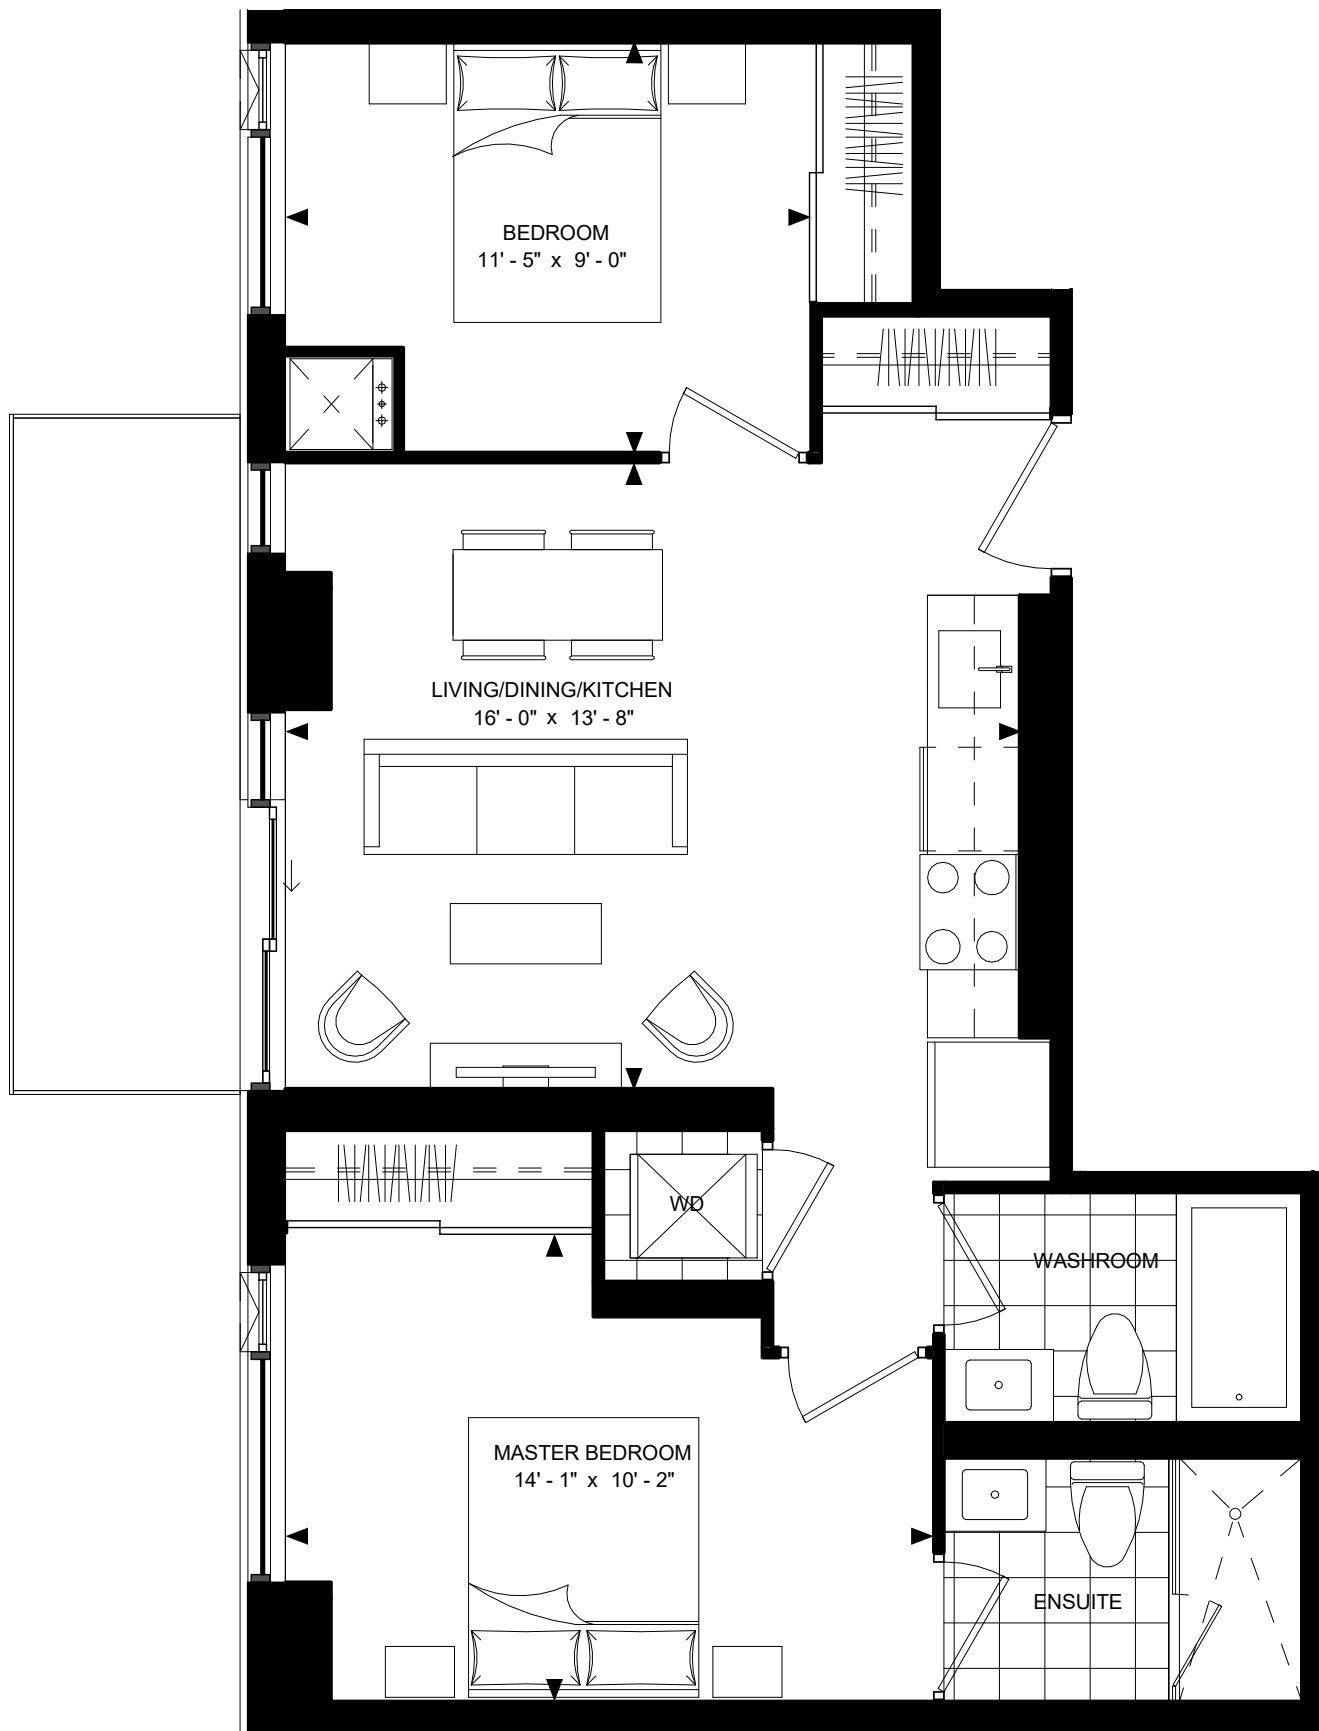 BEDROOM
11' - 5" x 9' - 0"
LIVING/DINING/KITCHEN
16' - 0" x 13' - 8"
WD
WASHROOM
MASTER BEDROOM
14' - 1" x 10' - 2"
ENSUITE